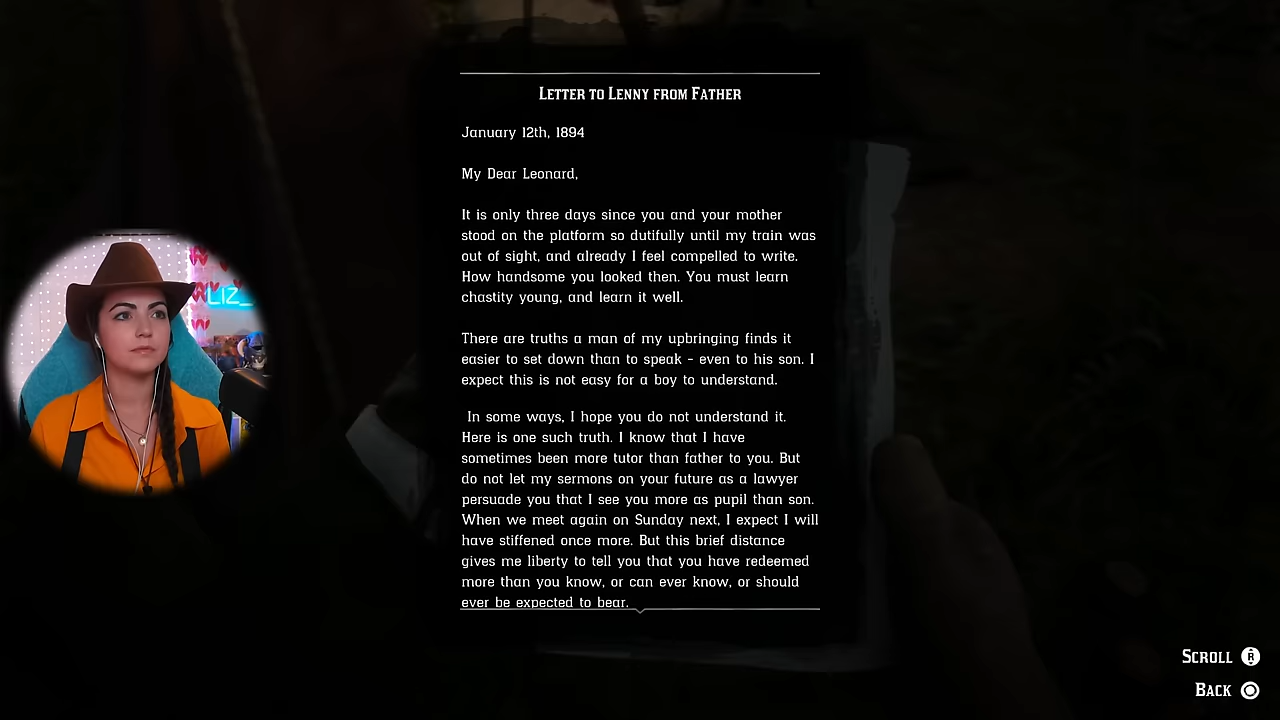 LETTER TO LENNY FROM FATHER
January 12th, 1894
My Dear Leonard,
It is only three days since you and your mother
stood on the platform so dutifully until my train was
out of sight, and already I feel compelled to write.
How handsome you looked then. You must learn
chastity young, and learn it well.
There are truths a man of my upbringing finds it
easier to set down than to speak - even to his son. I
expect this is not easy for a boy to understand.
In some ways, I hope you do not understand it.
Here is one such truth. I know that I have
sometimes been more tutor than father to you. But
do not let my sermons on your future as a lawyer
persuade you that I see you more as pupil than son.
When we meet again on Sunday next, I expect I will
have stiffened once more. But this brief distance
gives me liberty to tell you that you have redeemed
more than you know, or can ever know, or should
ever be expected to bear.
LIZ_
SCROLL R
BACK